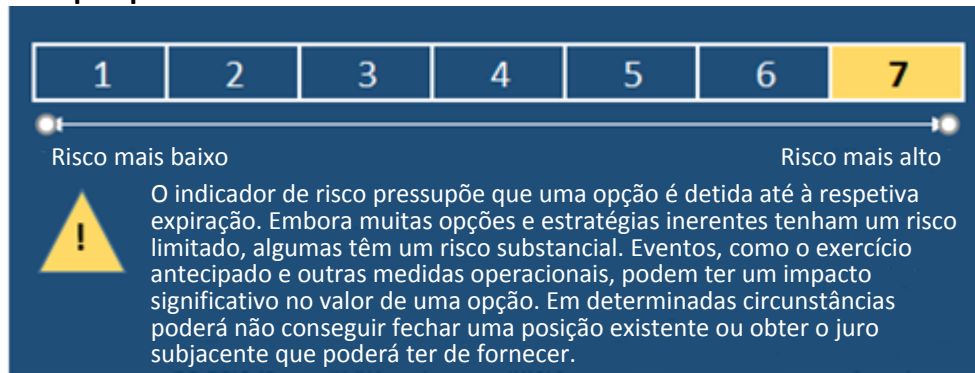 1 2 3 4 5 6 7
Risco mais baixo Risco mais alto
O indicador de risco pressupõe que uma opção é detida até à respetiva
expiração. Embora muitas opções e estratégias inerentes tenham um risco
! limitado, algumas têm um risco substancial. Eventos, como o exercício
antecipado e outras medidas operacionais, podem ter um impacto
significativo no valor de uma opção. Em determinadas circunstâncias
poderá não conseguir fechar uma posição existente ou obter o juro
subjacente que poderá ter de fornecer.